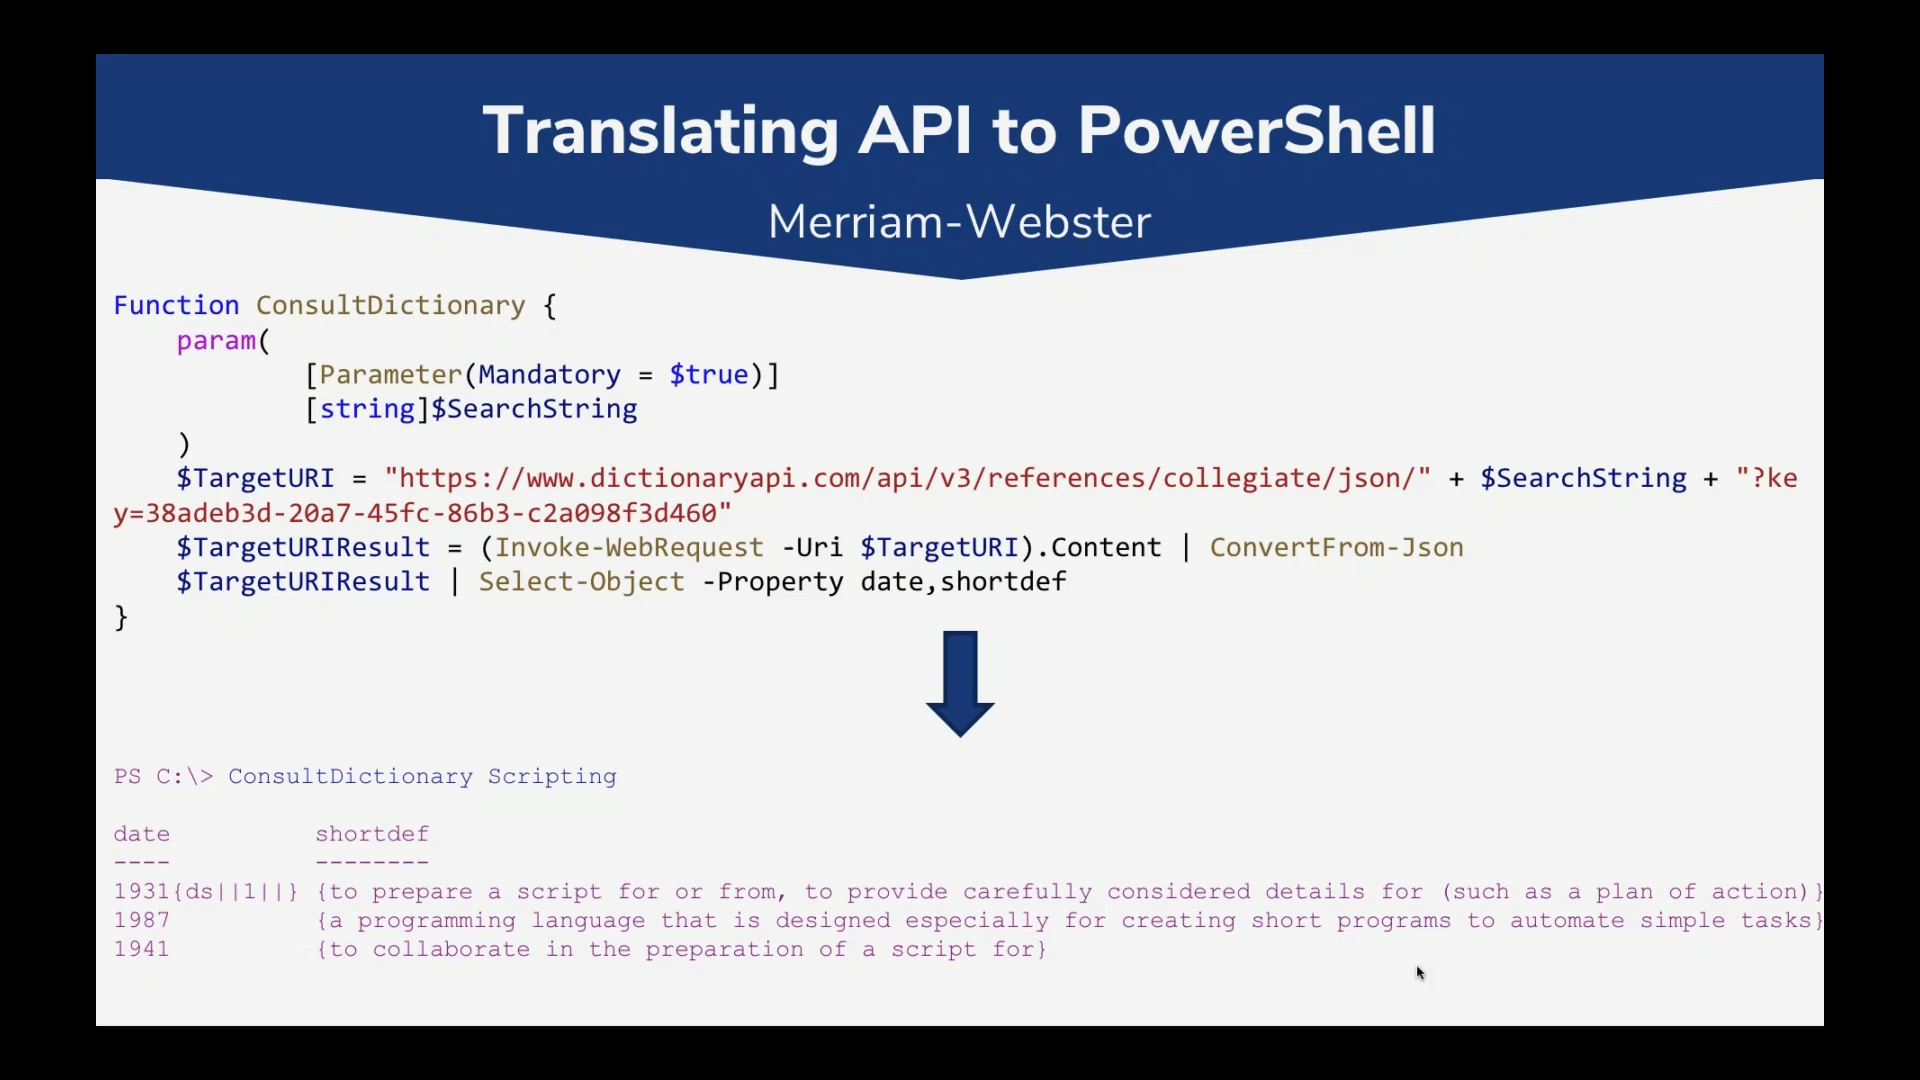 Translating API to PowerShell
Merriam-Webster
Function ConsultDictionary {
    param(
            [Parameter(Mandatory = $true)]
            [string]$SearchString
    )
    $TargetURI = "https://www.dictionaryapi.com/api/v3/references/collegiate/json/" + $SearchString + "?ke
y=38adeb3d-20a7-45fc-86b3-c2a098f3d460"
    $TargetURIResult = (Invoke-WebRequest -Uri $TargetURI).Content | ConvertFrom-Json
    $TargetURIResult | Select-Object -Property date,shortdef
}
PS C:\> ConsultDictionary Scripting
date          shortdef
----          --------
1931{ds||1||} {to prepare a script for or from, to provide carefully considered details for (such as a plan of action)}
1987          {a programming language that is designed especially for creating short programs to automate simple tasks}
1941          {to collaborate in the preparation of a script for}